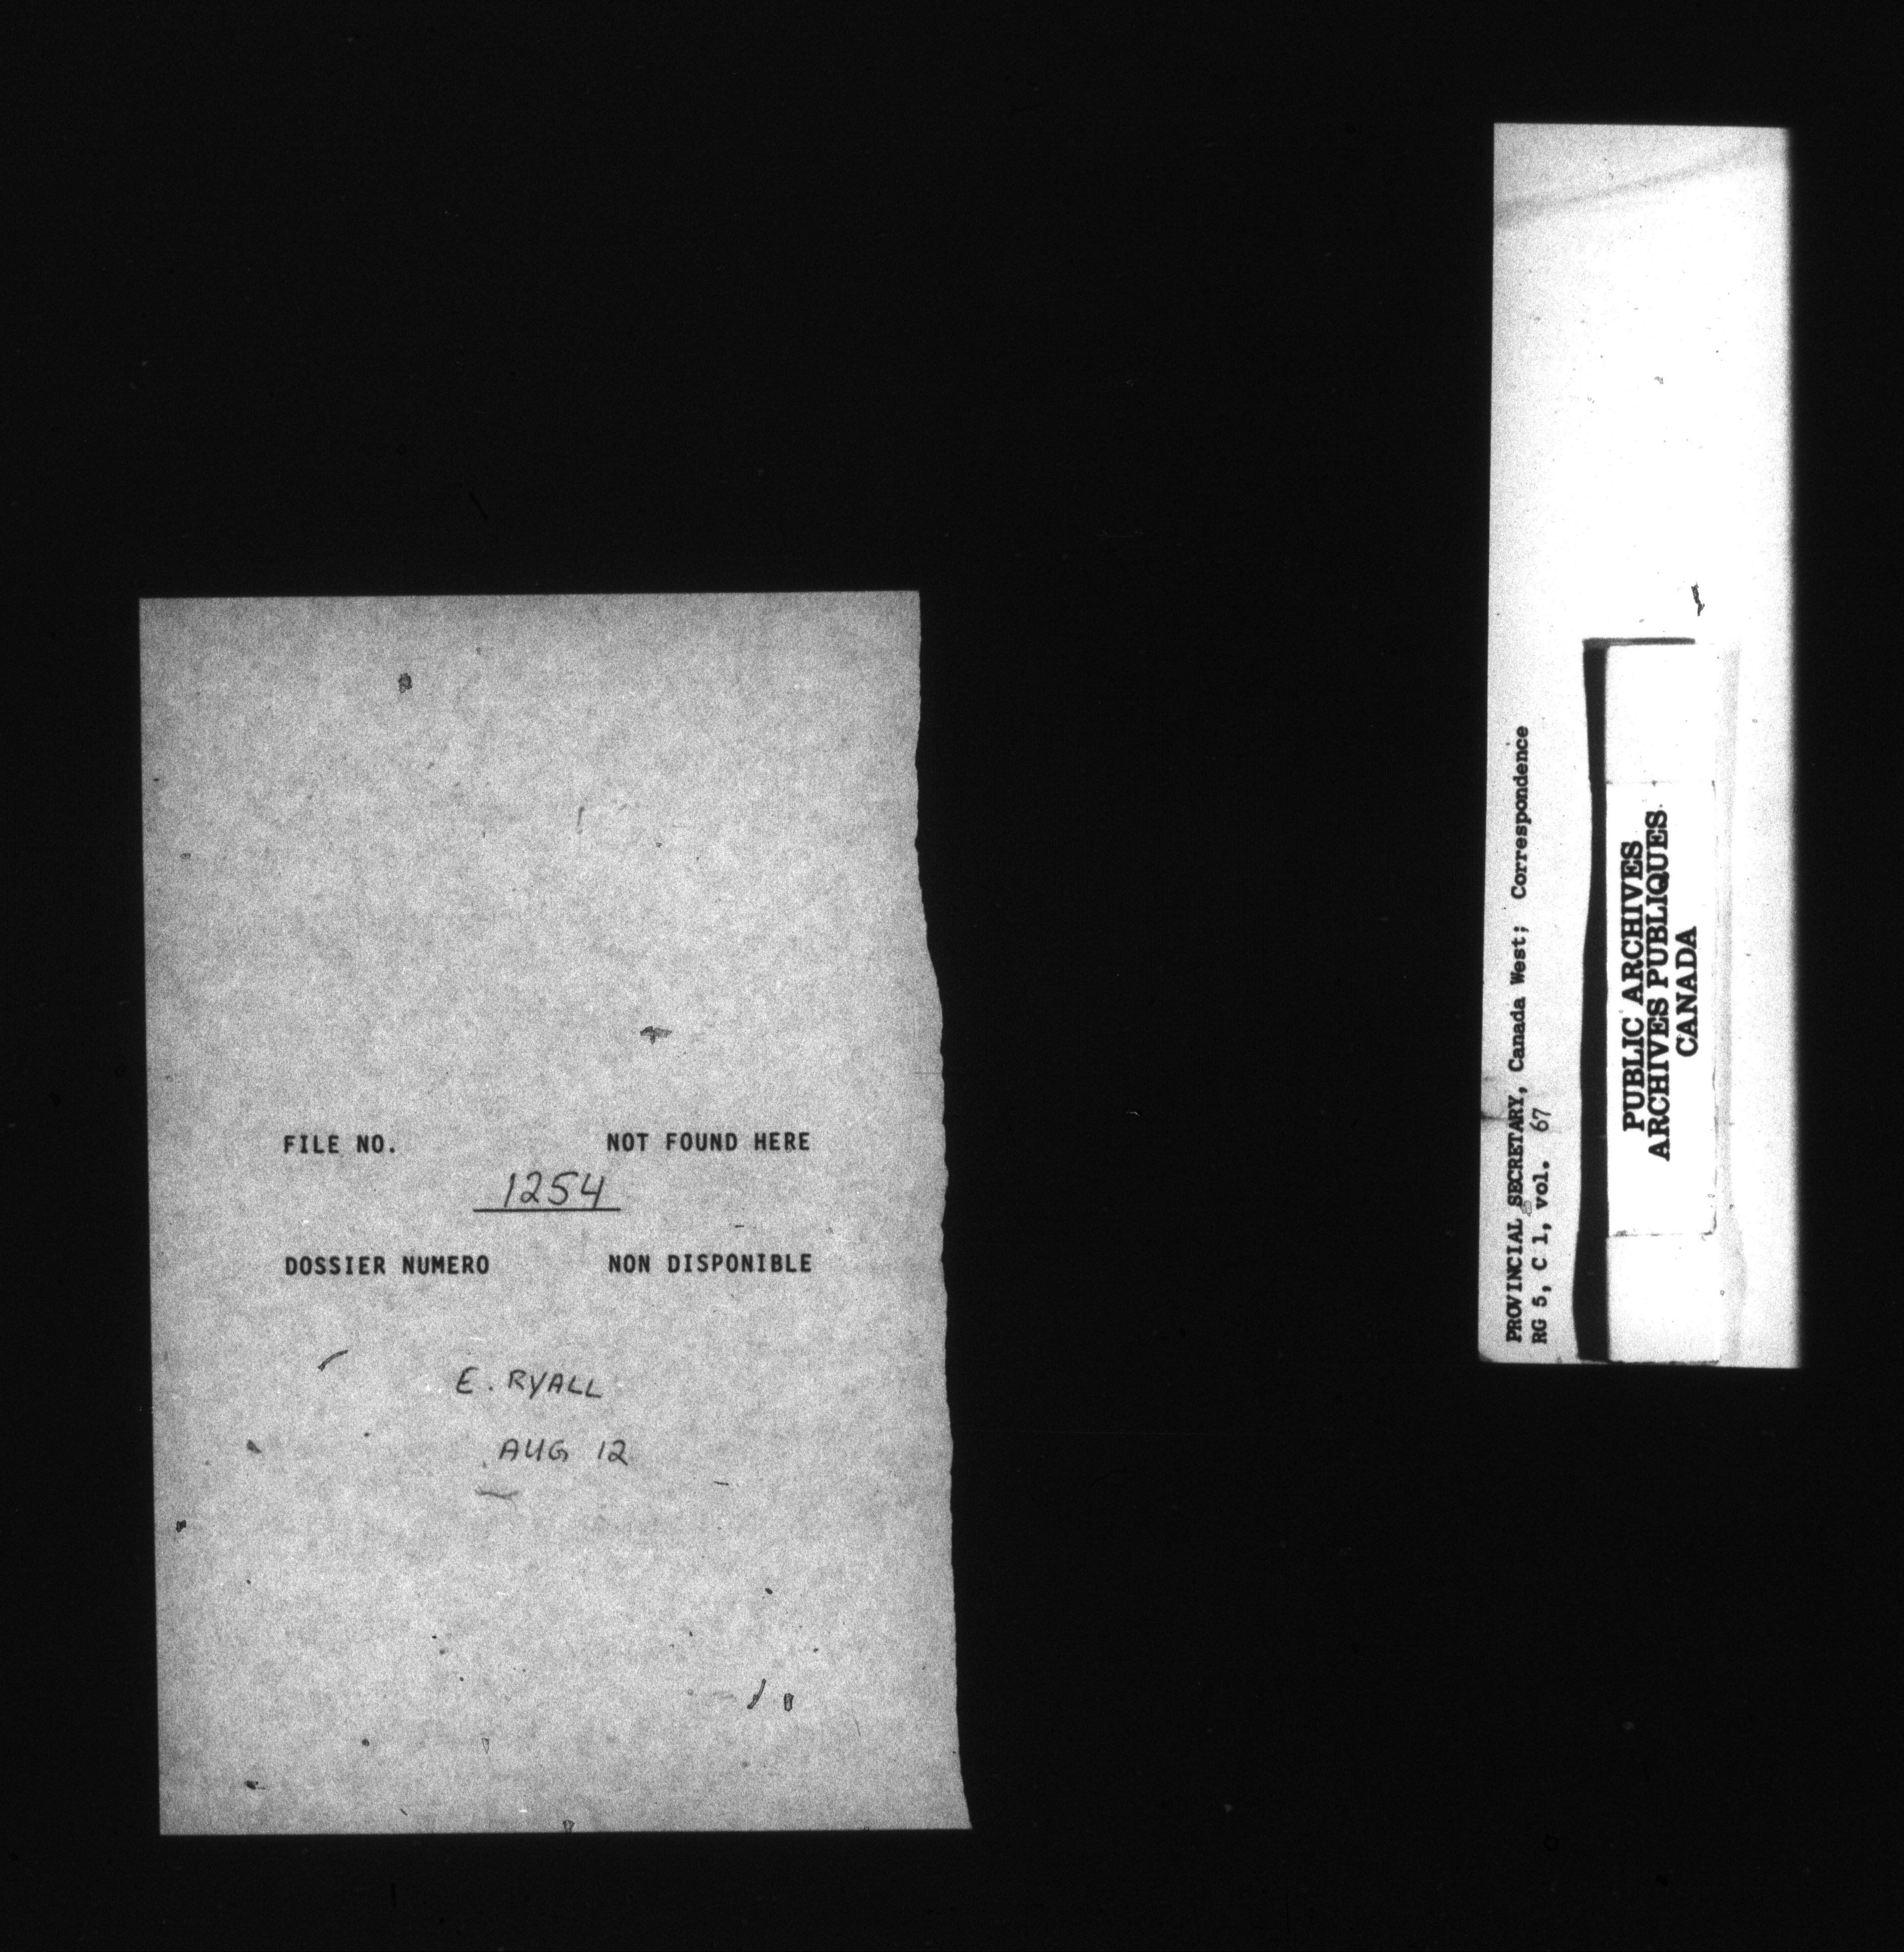 FILE NO. NOT FOUND HERE
1254
DOSSIER NUMERO NON DISPONIBLE
E. RYALL
AUG 12
PROVINCIAL SECRETARY, Canada West; Correspondence
RG 5, C 1, vol. 67
PUBLIC ARCHIVES
ARCHIVES PUBLIQUES
CANADA